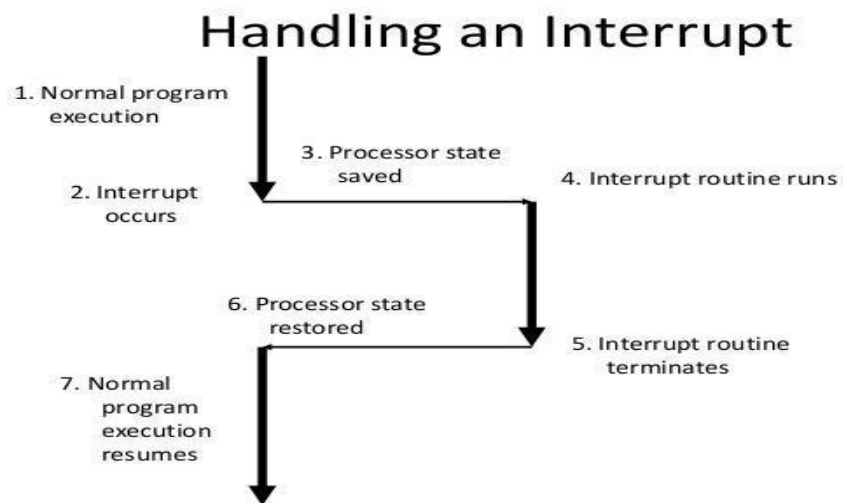 Handling an Interrupt
1. Normal program
execution
2. Interrupt
occurs
3. Processor state
saved
4. Interrupt routine runs
5. Interrupt routine
terminates
6. Processor state
restored
7. Normal
program
execution
resumes